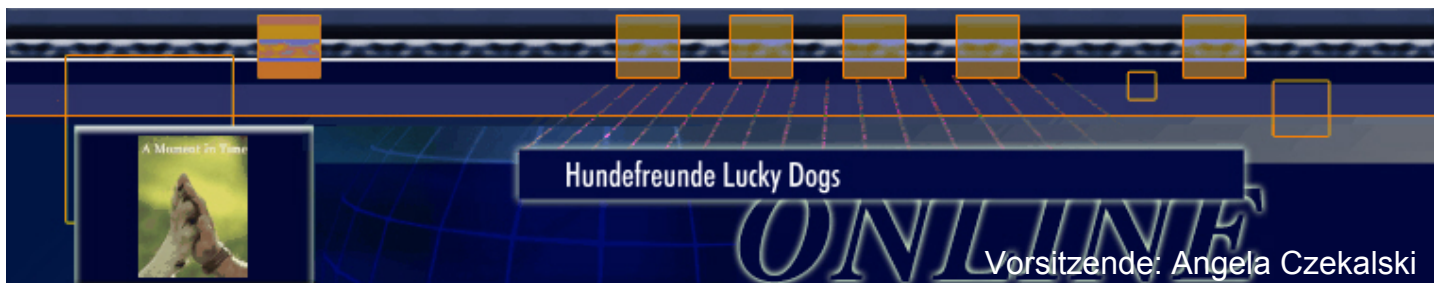 A Moment in Time
Hundefreunde Lucky Dogs
ONLINE
Vorsitzende: Angela Czekalski